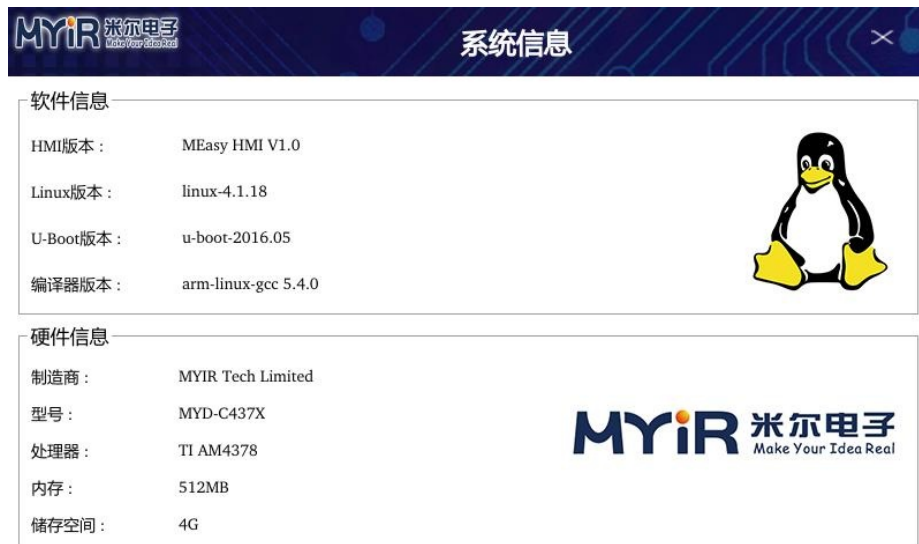 MYiR 米尔电子
Make Your Idea Real
系统信息
软件信息
HMI版本： MEasy HMI V1.0
Linux版本： linux-4.1.18
U-Boot版本： u-boot-2016.05
编译器版本： arm-linux-gcc 5.4.0
硬件信息
制造商： MYIR Tech Limited
型号： MYD-C437X
处理器： TI AM4378
内存： 512MB
储存空间： 4G
MYiR 米尔电子
Make Your Idea Real